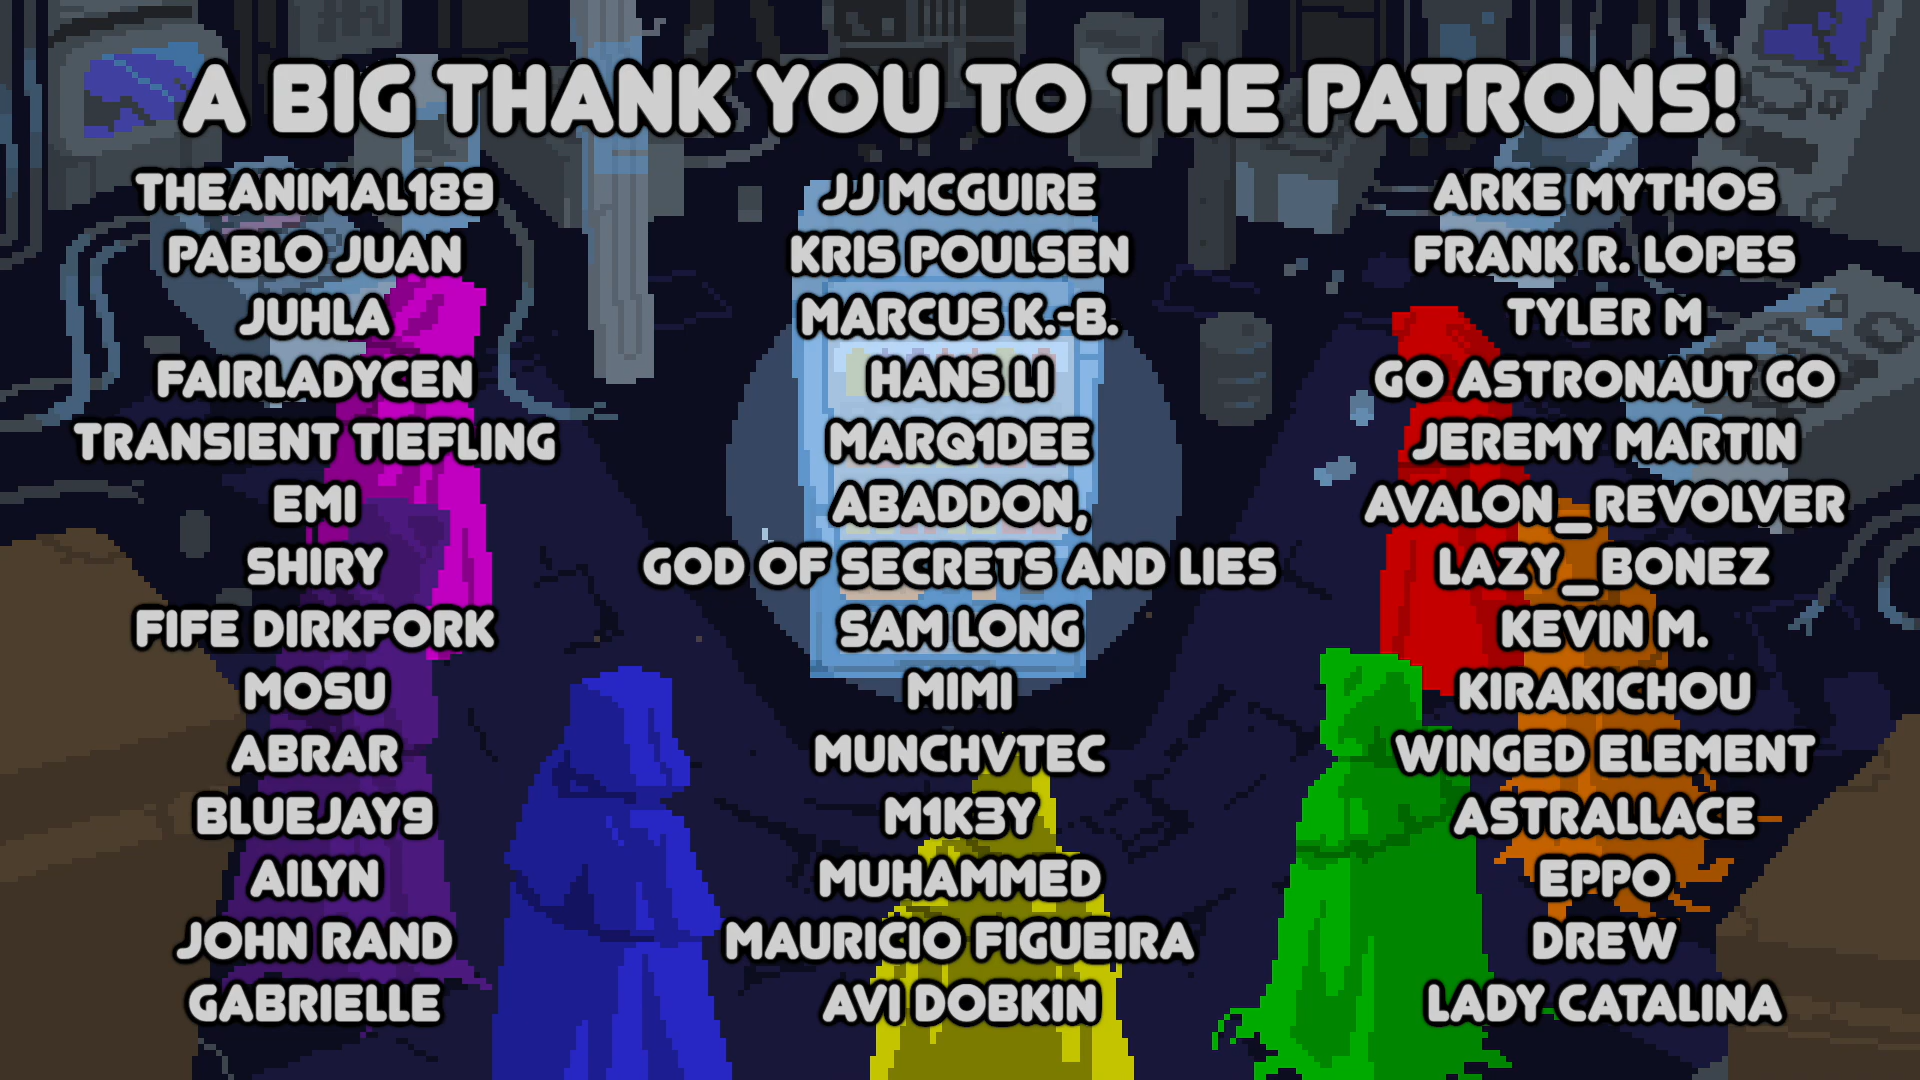 A BIG THANK YOU TO THE PATRONS!
THEANIMAL189
PABLO JUAN
JUHLA
FAIRLADYCEN
TRANSIENT TIEFLING
EMI
SHIRY
FIFE DIRKFORK
MOSU
ABRAR
BLUEJAY9
AILYN
JOHN RAND
GABRIELLE
JJ MCGUIRE
KRIS POULSEN
MARCUS K.-B.
HANS LI
MARQ1DEE
ABADDON,
GOD OF SECRETS AND LIES
SAM LONG
MIMI
MUNCHVTEC
M1K3Y
MUHAMMED
MAURICIO FIGUEIRA
AVI DOBKIN
ARKE MYTHOS
FRANK R. LOPES
TYLER M
GO ASTRONAUT GO
JEREMY MARTIN
AVALON_REVOLVER
LAZY_BONEZ
KEVIN M.
KIRAKICHOU
WINGED ELEMENT
ASTRALLACE
EPPO
DREW
LADY CATALINA